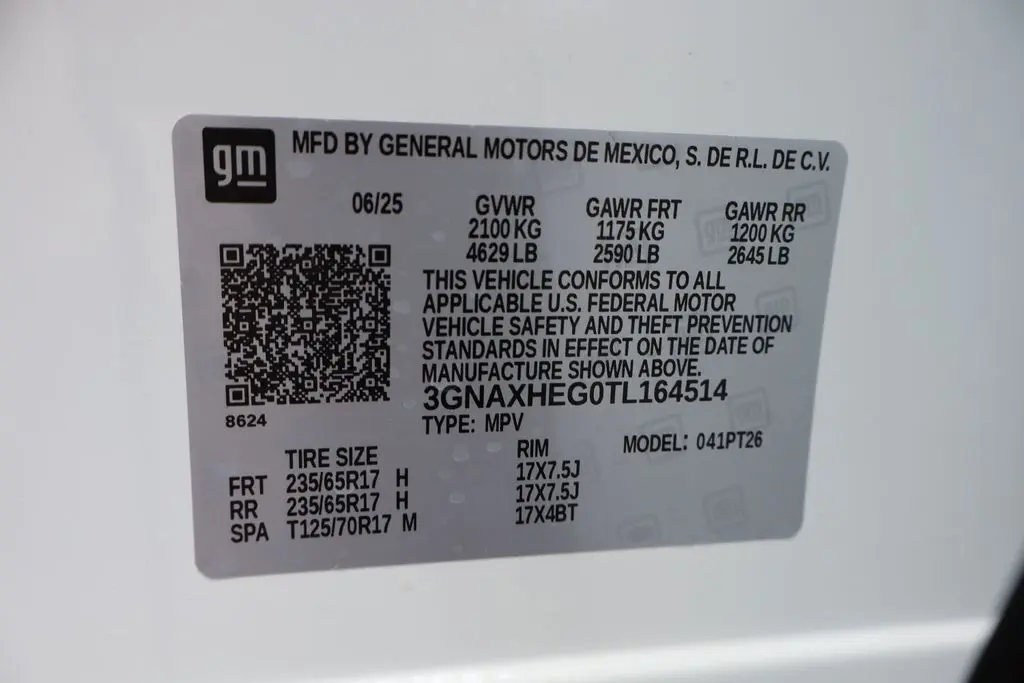 gm
MFD BY GENERAL MOTORS DE MEXICO, S. DE R.L. DE C.V.
06/25 GVWR GAWR FRT GAWR RR
2100 KG 1175 KG 1200 KG
4629 LB 2590 LB 2645 LB
THIS VEHICLE CONFORMS TO ALL
APPLICABLE U.S. FEDERAL MOTOR
VEHICLE SAFETY AND THEFT PREVENTION
STANDARDS IN EFFECT ON THE DATE OF
MANUFACTURE SHOWN ABOVE.
3GNAXHEG0TL164514
8624
TYPE: MPV MODEL: 041PT26
TIRE SIZE RIM
FRT 235/65R17 H 17X7.5J
RR 235/65R17 H 17X7.5J
SPA T125/70R17 M 17X4BT